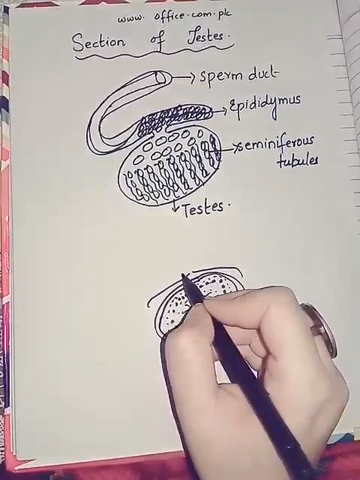 www.office.com.pk
Section of Testes.
sperm duct
Epididymus
seminiferous
tubules
Testes.